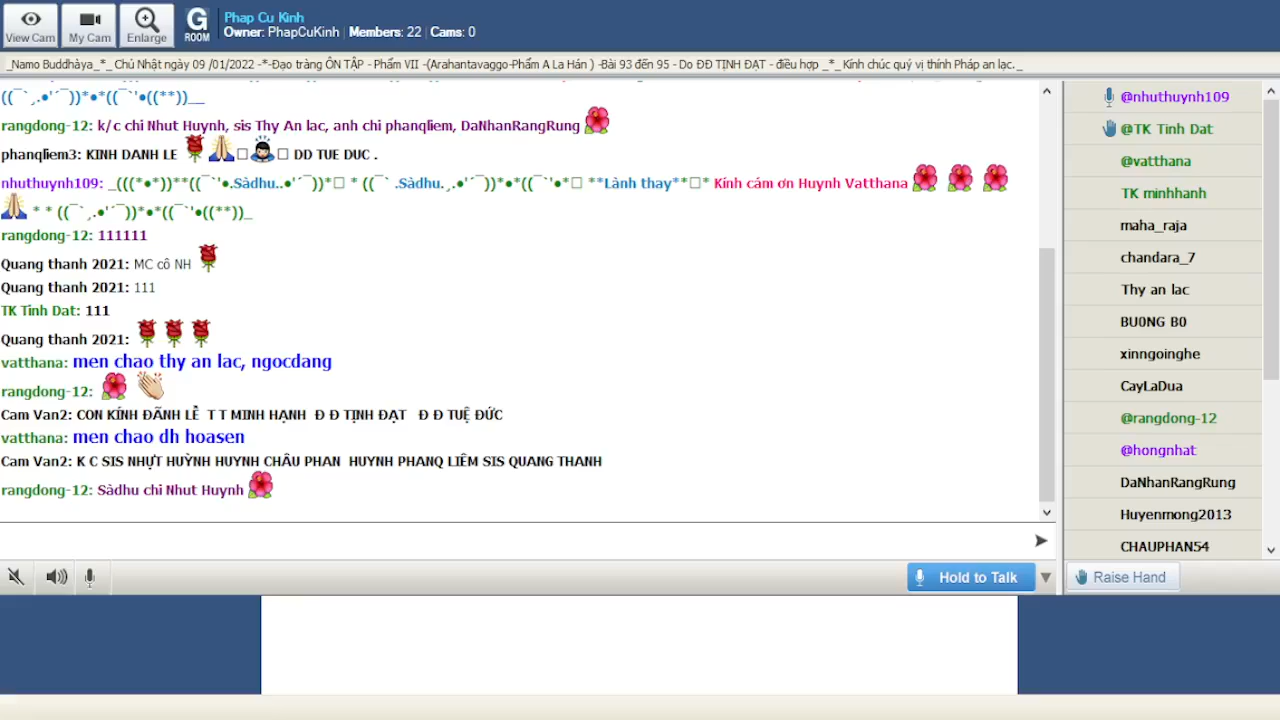 View Cam
My Cam
Enlarge
G ROOM
Phap Cu Kinh
Owner: PhapCuKinh | Members: 22 | Cams: 0
_Namo Buddhàya_*_ Chủ Nhật ngày 09 /01/2022 -*-Đạo tràng ÔN TẬP - Phẩm VII -(Arahantavaggo-Phẩm A La Hán ) -Bài 93 đến 95 - Do ĐĐ TỊNH ĐẠT - điều hợp _*_ Kính chúc quý vị thính Pháp an lạc._
((¯`¸.•'´¯))*•*((¯`'•((**))__
rangdong-12: k/c chi Nhut Huynh, sis Thy An lac, anh chi phanqliem, DaNhanRangRung
phanqliem3: KINH DANH LE DD TUE DUC .
nhuthuynh109: _(((*•*))**((¯`'•.Sàdhu..•'´¯))*□ * ((¯` .Sàdhu.¸.•'´¯))*•*((¯`'•*□ **Lành thay**□* Kính cám ơn Huynh Vatthana
* * ((¯`¸.•'´¯))*•*((¯`'•((**))_
rangdong-12: 111111
Quang thanh 2021: MC cô NH
Quang thanh 2021: 111
TK Tinh Dat: 111
Quang thanh 2021:
vatthana: men chao thy an lac, ngocdang
rangdong-12:
Cam Van2: CON KÍNH ĐÃNH LỄ T T MINH HẠNH Đ Đ TỊNH ĐẠT Đ Đ TUỆ ĐỨC
vatthana: men chao dh hoasen
Cam Van2: K C SIS NHỰT HUỲNH HUYNH CHÂU PHAN HUYNH PHANQ LIÊM SIS QUANG THANH
rangdong-12: Sàdhu chi Nhut Huynh
@nhuthuynh109
@TK Tinh Dat
@vatthana
TK minhhanh
maha_raja
chandara_7
Thy an lac
BU0NG B0
xinngoinghe
CayLaDua
@rangdong-12
@hongnhat
DaNhanRangRung
Huyenmong2013
CHAUPHAN54
Hold to Talk
Raise Hand